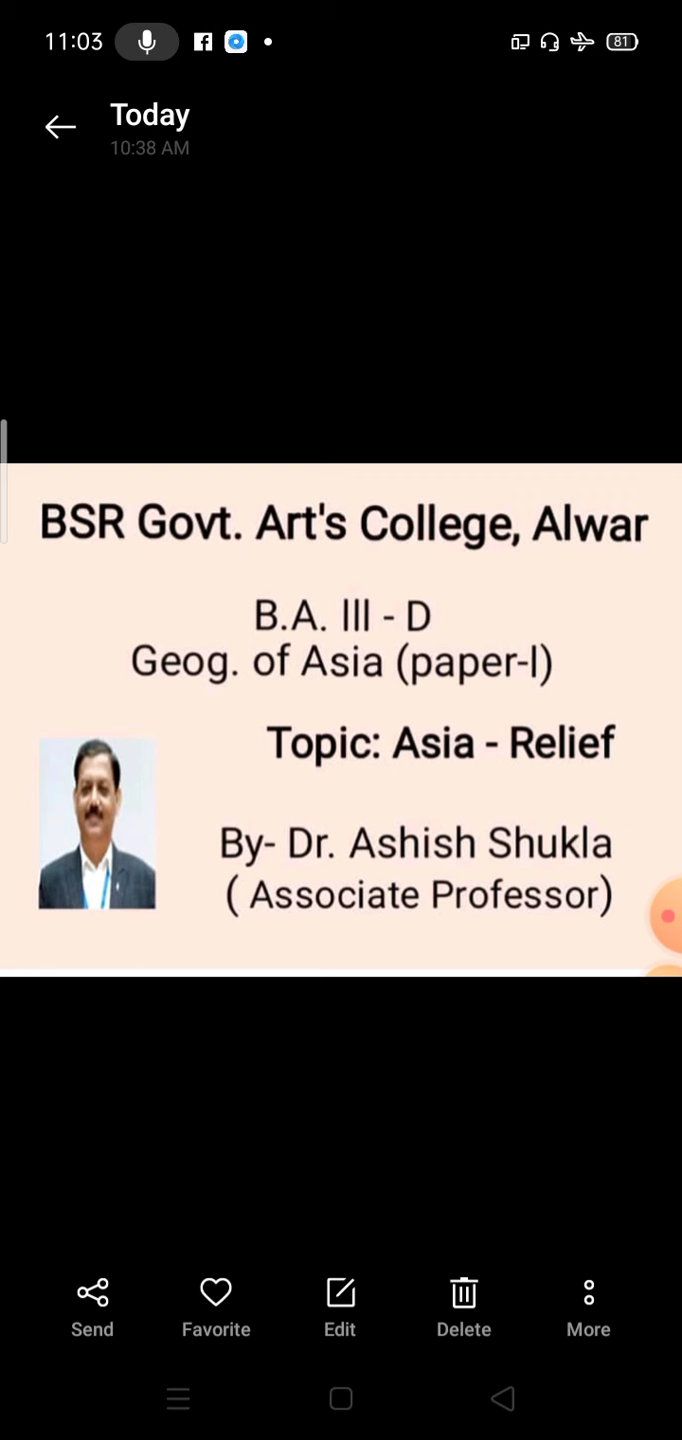 11:03
81
Today
10:38 AM
BSR Govt. Art's College, Alwar
B.A. III - D
Geog. of Asia (paper-I)
Topic: Asia - Relief
By- Dr. Ashish Shukla
( Associate Professor)
Send Favorite Edit Delete More